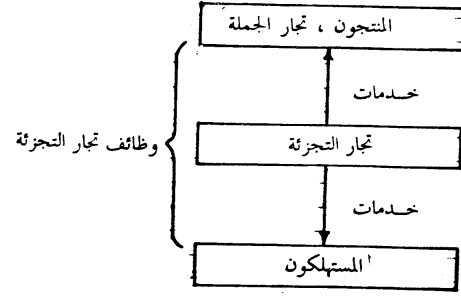 المنتجون ، تجار الجملة
خدمات
تجار التجزئة
وظائف تجار التجزئة
خدمات
المستهلكون